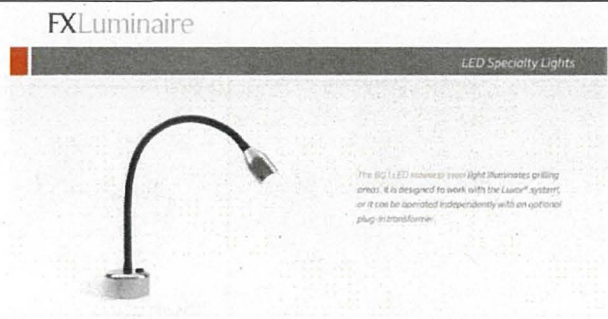 FXLuminaire
LED Specialty Lights
The LED light illuminates grilling
areas. It is designed to work with the Luxor® system,
or it can be operated independently with an optional
plug-in transformer.